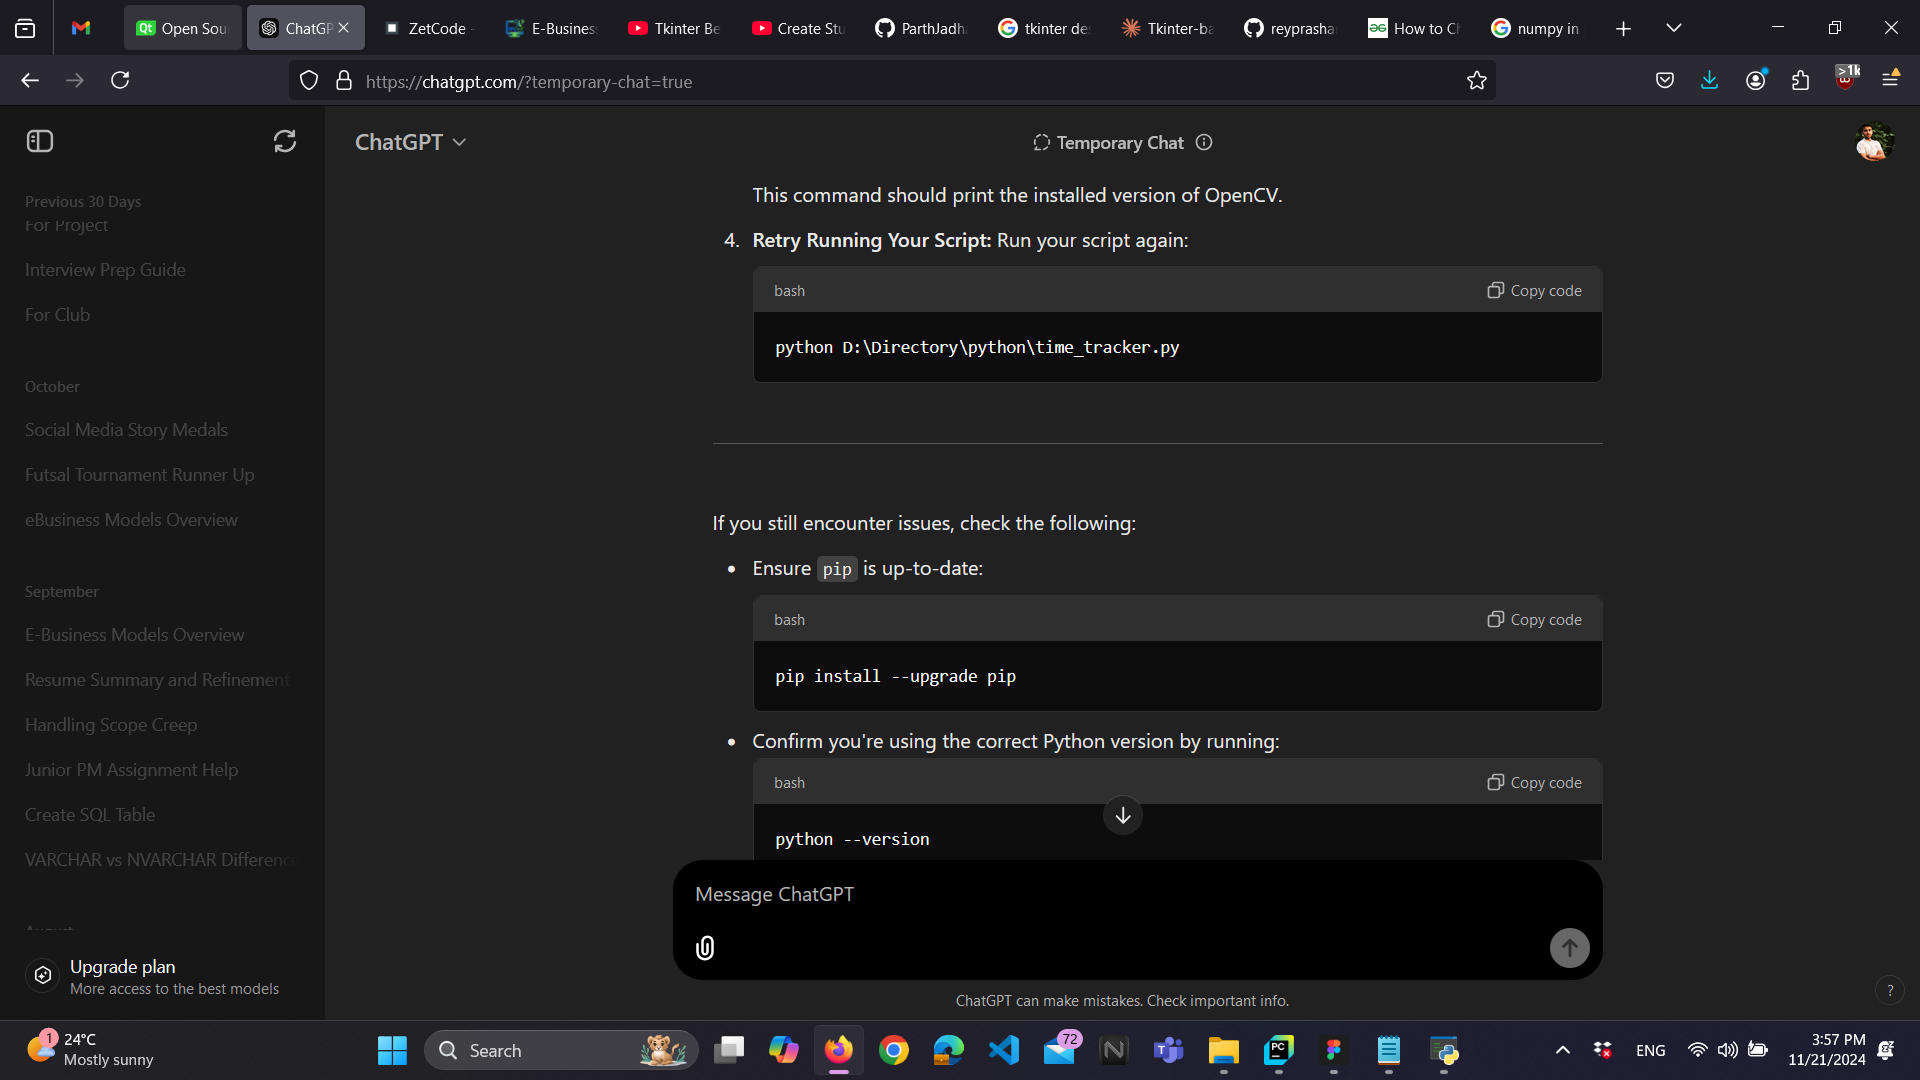 Open Sou
ChatGP
ZetCode -
E-Business
Tkinter Be
Create Stu
ParthJadha
tkinter de
Tkinter-ba
reyprasha
How to Ch
numpy in
https://chatgpt.com/?temporary-chat=true
>1k
ChatGPT
Temporary Chat
Previous 30 Days
For Project
Interview Prep Guide
For Club
October
Social Media Story Medals
Futsal Tournament Runner Up
eBusiness Models Overview
September
E-Business Models Overview
Resume Summary and Refinement
Handling Scope Creep
Junior PM Assignment Help
Create SQL Table
VARCHAR vs NVARCHAR Difference
August
Upgrade plan
More access to the best models
This command should print the installed version of OpenCV.
4. Retry Running Your Script: Run your script again:
bash
Copy code
python D:\Directory\python\time_tracker.py
If you still encounter issues, check the following:
• Ensure pip is up-to-date:
bash
Copy code
pip install --upgrade pip
• Confirm you're using the correct Python version by running:
bash
Copy code
python --version
Message ChatGPT
ChatGPT can make mistakes. Check important info.
?
1
24°C
Mostly sunny
Search
72
PC
ENG
3:57 PM
11/21/2024